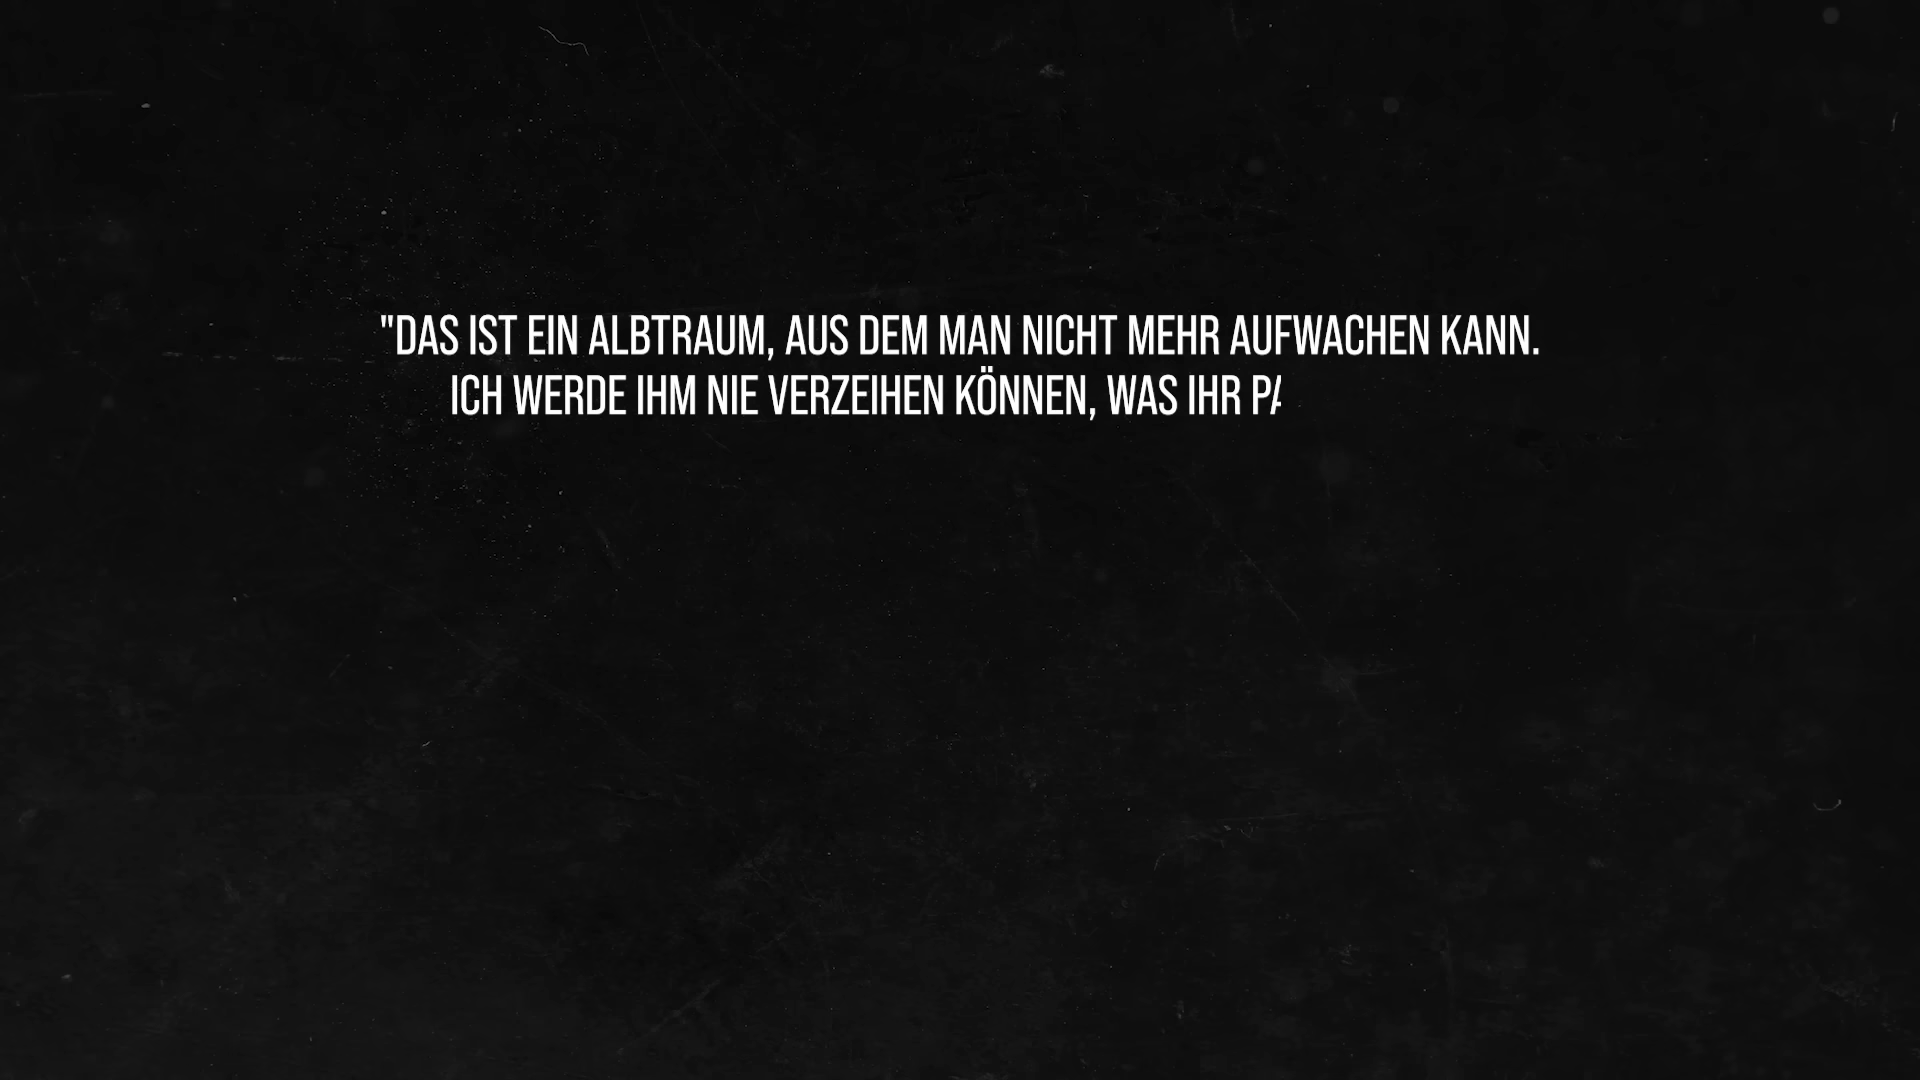 "DAS IST EIN ALBTRAUM, AUS DEM MAN NICHT MEHR AUFWACHEN KANN.
ICH WERDE IHM NIE VERZEIHEN KÖNNEN, WAS IHR